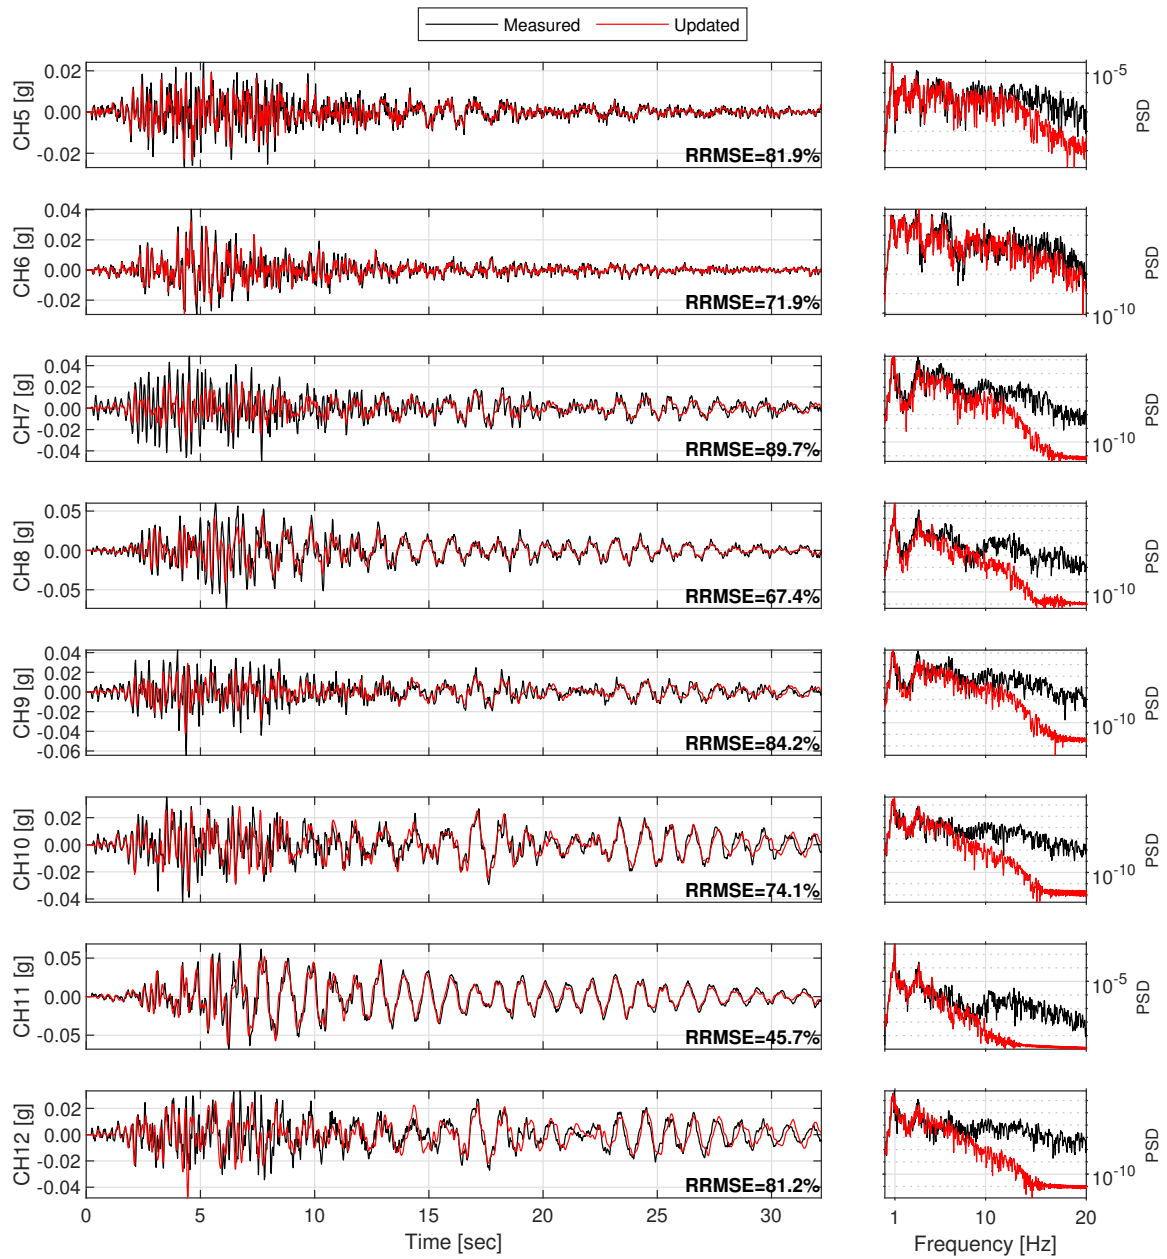 Measured Updated
0.02
0.00
-0.02
CH5 [g]
RRMSE=81.9%
10^-5
PSD
0.04
0.02
0.00
-0.02
CH6 [g]
RRMSE=71.9%
10^-10
PSD
0.04
0.02
0.00
-0.02
-0.04
CH7 [g]
RRMSE=89.7%
10^-10
PSD
0.05
0.00
-0.05
CH8 [g]
RRMSE=67.4%
10^-10
PSD
0.04
0.02
0.00
-0.02
-0.04
-0.06
CH9 [g]
RRMSE=84.2%
10^-10
PSD
0.02
0.00
-0.02
-0.04
CH10 [g]
RRMSE=74.1%
10^-10
PSD
0.05
0.00
-0.05
CH11 [g]
RRMSE=45.7%
10^-5
PSD
0.02
0.00
-0.02
-0.04
CH12 [g]
RRMSE=81.2%
10^-10
PSD
0 5 10 15 20 25 30
Time [sec]
1 10 20
Frequency [Hz]